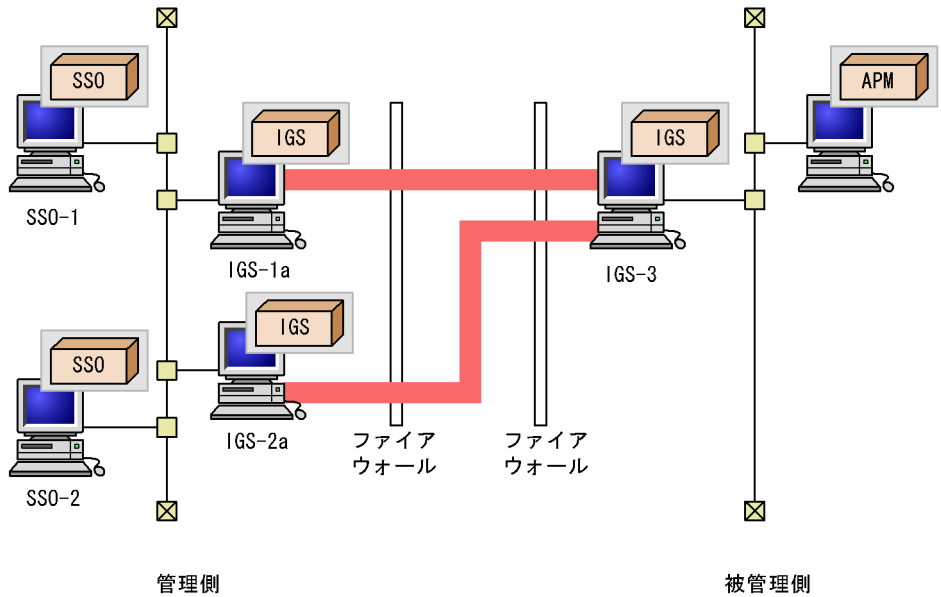 SSO
APM
IGS
IGS
SSO-1
IGS-1a
IGS-3
IGS
SSO
IGS-2a
ファイア
ウォール
ファイア
ウォール
SSO-2
管理側
被管理側